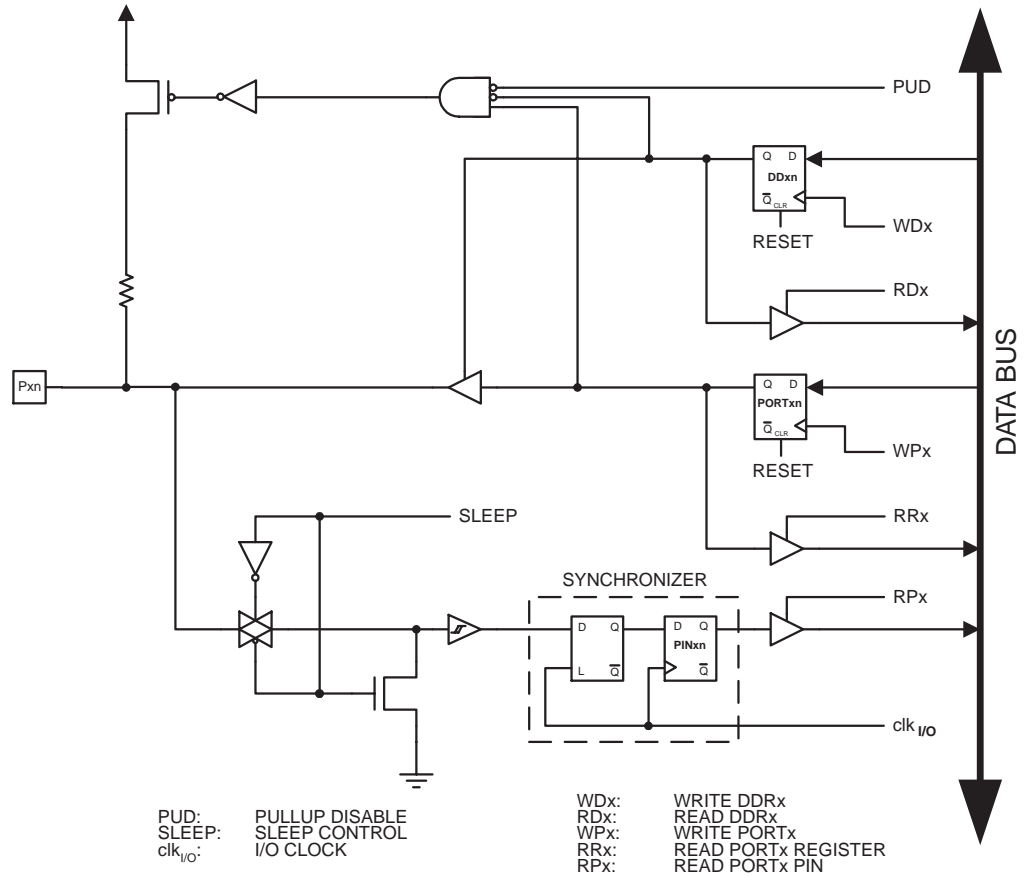 PUD
Q D
DDxn
Q CLR
WDx
RESET
RDx
Pxn
Q D
PORTxn
Q CLR
WPx
RESET
DATA BUS
SLEEP
RRx
SYNCHRONIZER
RPx
D Q
L Q
D Q
PINxn
Q
clk I/O
PUD: PULLUP DISABLE
SLEEP: SLEEP CONTROL
clkI/O: I/O CLOCK
WDx: WRITE DDRx
RDx: READ DDRx
WPx: WRITE PORTx
RRx: READ PORTx REGISTER
RPx: READ PORTx PIN